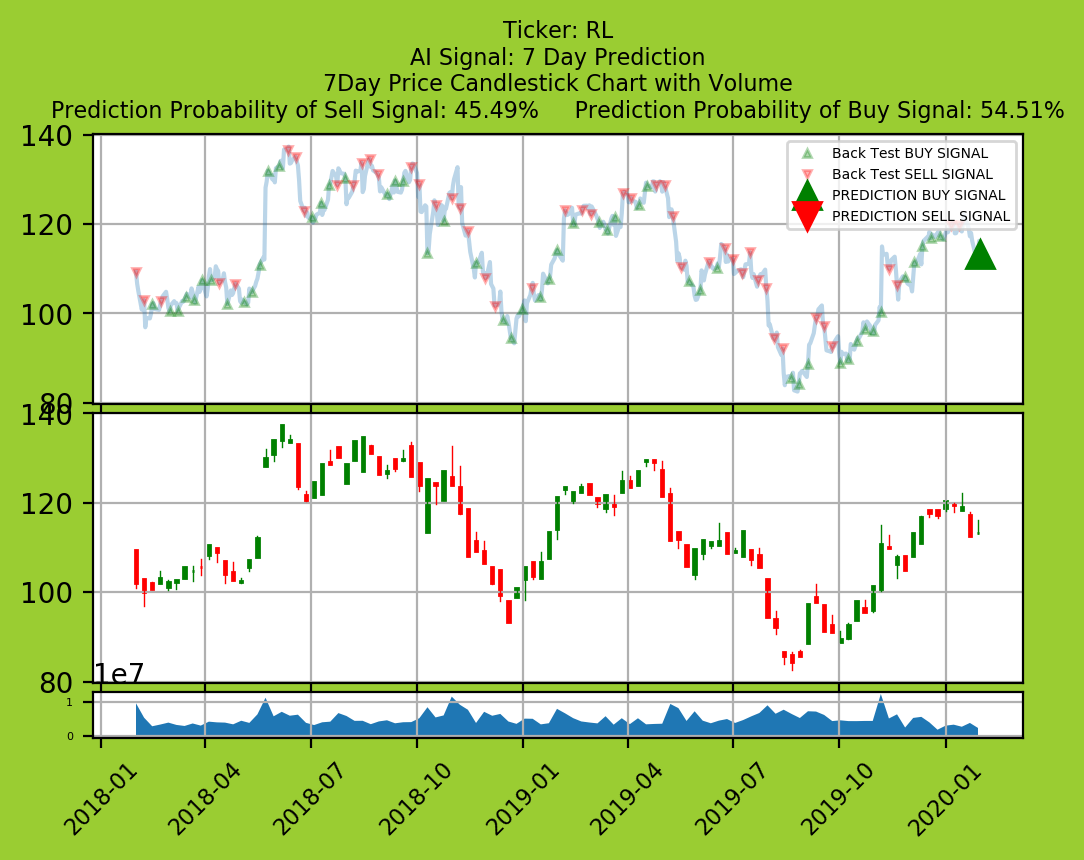 Ticker: RL
AI Signal: 7 Day Prediction
7Day Price Candlestick Chart with Volume
Prediction Probability of Sell Signal: 45.49% Prediction Probability of Buy Signal: 54.51%
140
120
100
80
Back Test BUY SIGNAL
Back Test SELL SIGNAL
PREDICTION BUY SIGNAL
PREDICTION SELL SIGNAL
140
120
100
80
1e7
1
0
2018-01
2018-04
2018-07
2018-10
2019-01
2019-04
2019-07
2019-10
2020-01